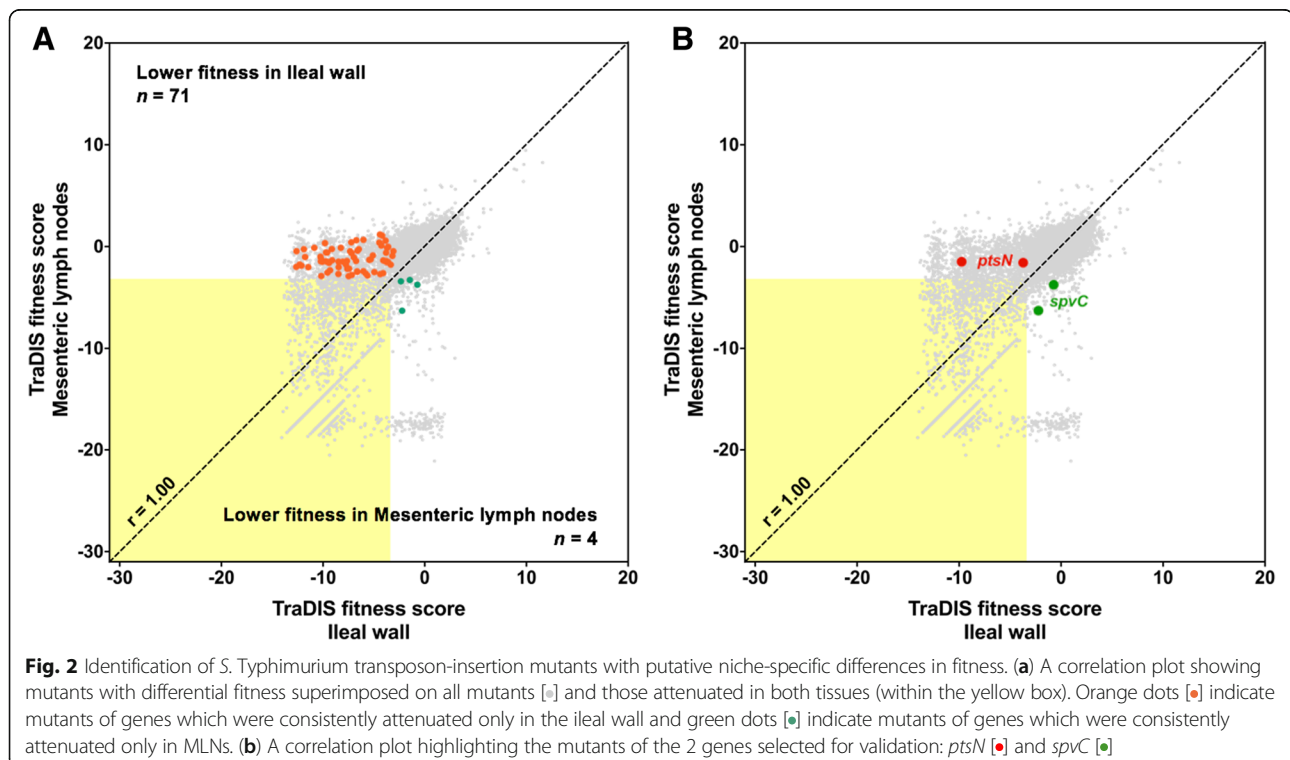 A
20
10
0
-10
-20
-30
TraDIS fitness score
Mesenteric lymph nodes
Lower fitness in Ileal wall
n = 71
r = 1.00
Lower fitness in Mesenteric lymph nodes
n = 4
-30 -20 -10 0 10 20
TraDIS fitness score
Ileal wall
B
20
10
0
-10
-20
-30
TraDIS fitness score
Mesenteric lymph nodes
ptsN
spvC
r = 1.00
-30 -20 -10 0 10 20
TraDIS fitness score
Ileal wall
Fig. 2 Identification of S. Typhimurium transposon-insertion mutants with putative niche-specific differences in fitness. (a) A correlation plot showing
mutants with differential fitness superimposed on all mutants [•] and those attenuated in both tissues (within the yellow box). Orange dots [•] indicate
mutants of genes which were consistently attenuated only in the ileal wall and green dots [•] indicate mutants of genes which were consistently
attenuated only in MLNs. (b) A correlation plot highlighting the mutants of the 2 genes selected for validation: ptsN [•] and spvC [•]